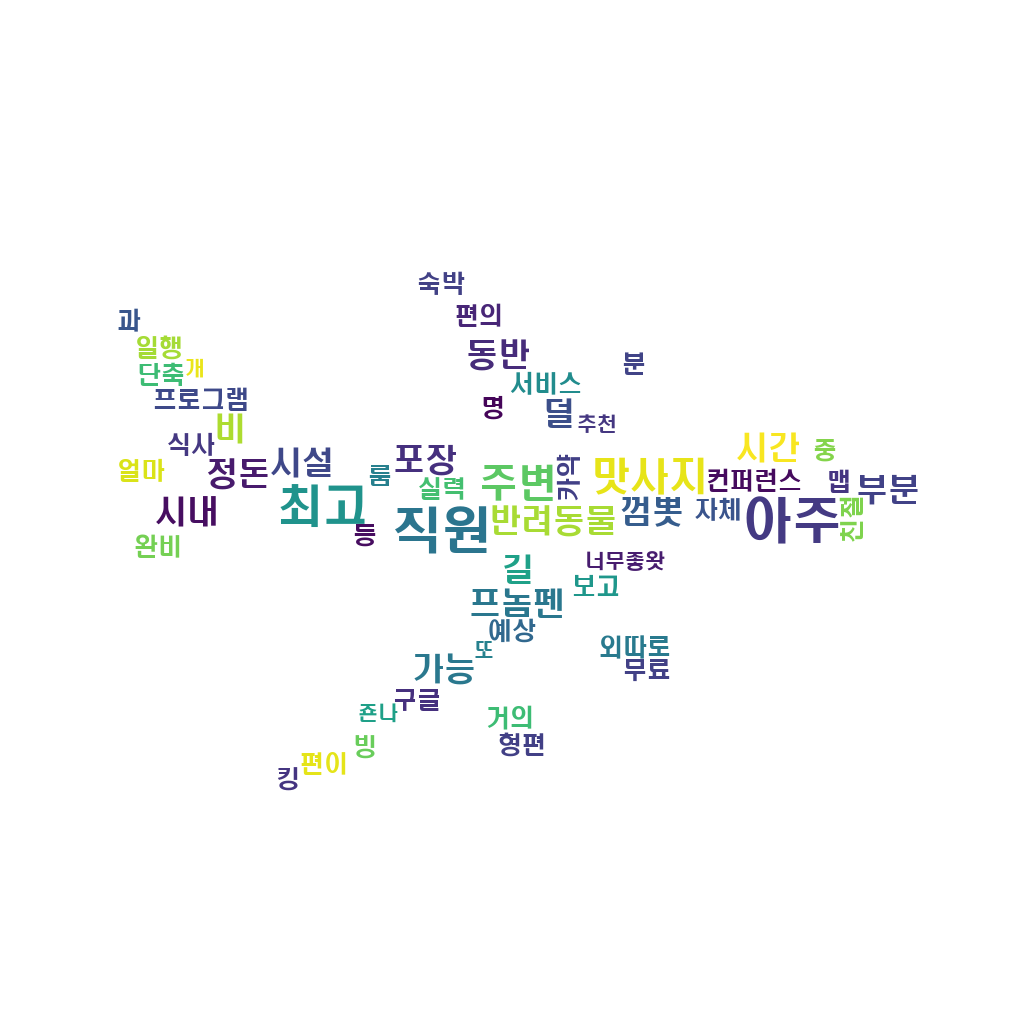 숙박
편의
과
일행
동반
분
개
단축
서비스
프로그램
명
덜
추천
비
식사
시간
중
포장
시설
얼마
정돈
룸
카약
맛사지
컨퍼런스
맵
실력
주변
부분
최고
시내
자체
껌뽓
반려동물
아주
친절
직원
등
완비
너무좋왓
길
보고
프놈펜
예상
또
외따로
가능
무료
구글
죤나
거의
빙
형편
편이
킹